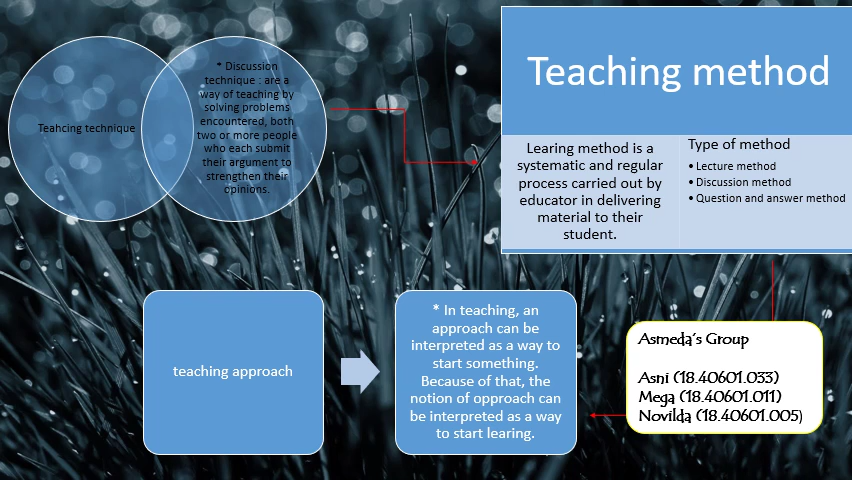 Teahcing technique
* Discussion
technique : are a
way of teaching by
solving problems
encountered, both
two or more people
who each submit
their argument to
strengthen their
opinions.
Teaching method
Learing method is a
systematic and regular
process carried out by
educator in delivering
material to their
student.
Type of method
• Lecture method
• Discussion method
• Question and answer method
teaching approach
* In teaching, an
approach can be
interpreted as a way to
start something.
Because of that, the
notion of opproach can
be interpreted as a way
to start learing.
Asmeda's Group
Asni (18.40601.033)
Mega (18.40601.011)
Novilda (18.40601.005)